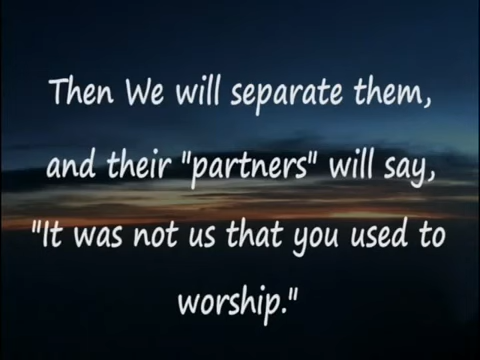 Then We will separate them,
and their "partners" will say,
"It was not us that you used to
worship."